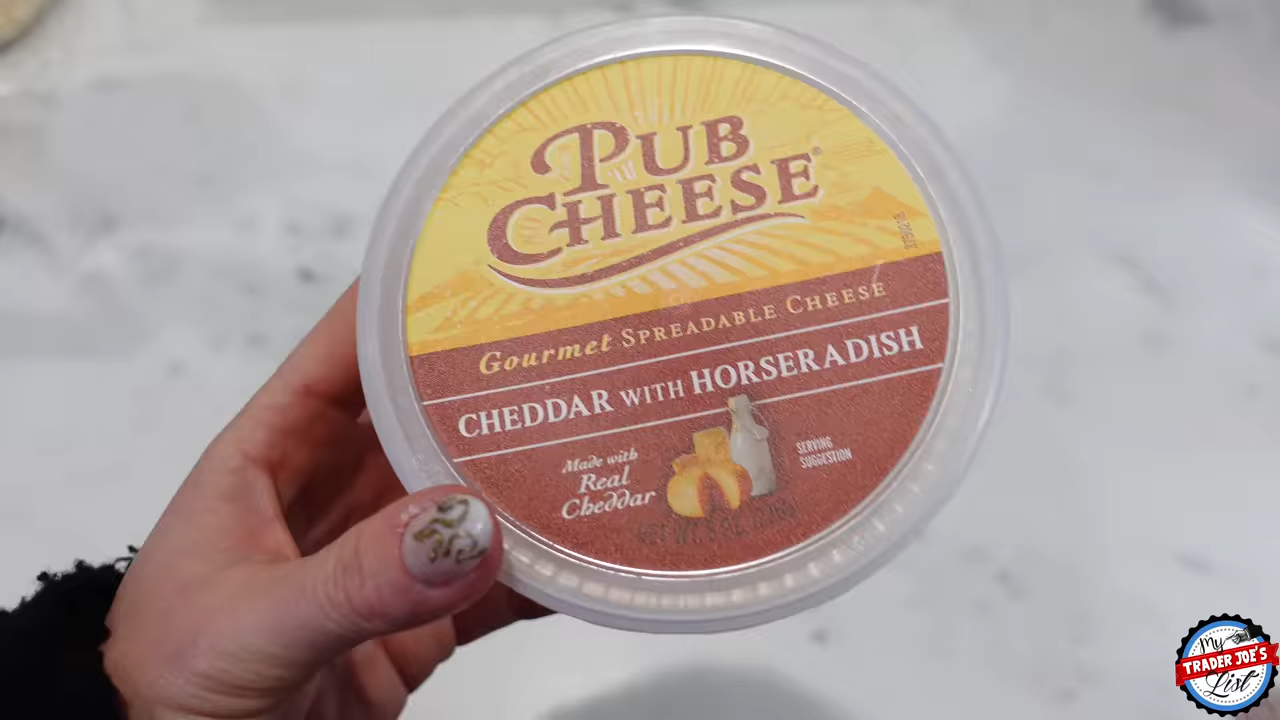 PUB
CHEESE®
Gourmet SPREADABLE CHEESE
CHEDDAR WITH HORSERADISH
Made with
Real
Cheddar
SERVING
SUGGESTION
My
TRADER JOE'S
List